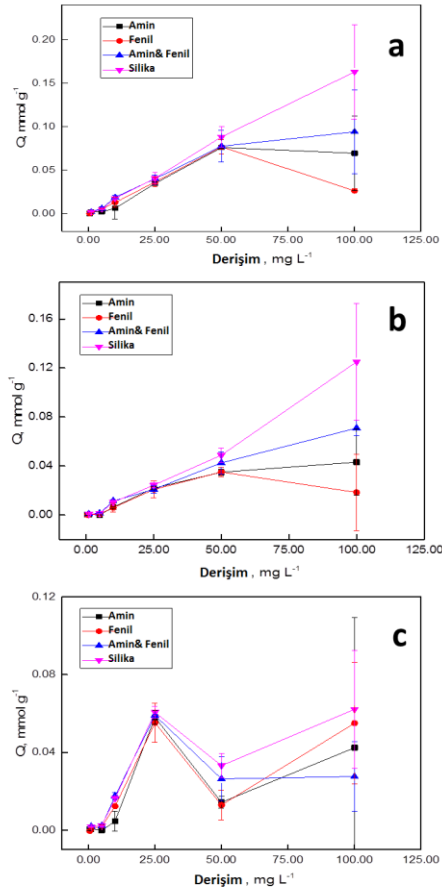 a
Amin
Fenil
Amin& Fenil
Silika
Q, mmol g-1
0.20
0.15
0.10
0.05
0.00
0.00 25.00 50.00 75.00 100.00 125.00
Derişim , mg L-1
b
Amin
Fenil
Amin& Fenil
Silika
Q, mmol g-1
0.16
0.12
0.08
0.04
0.00
0.00 25.00 50.00 75.00 100.00 125.00
Derişim , mg L-1
c
Amin
Fenil
Amin& Fenil
Silika
Q, mmol g-1
0.12
0.08
0.04
0.00
0.00 25.00 50.00 75.00 100.00 125.00
Derişim , mg L-1